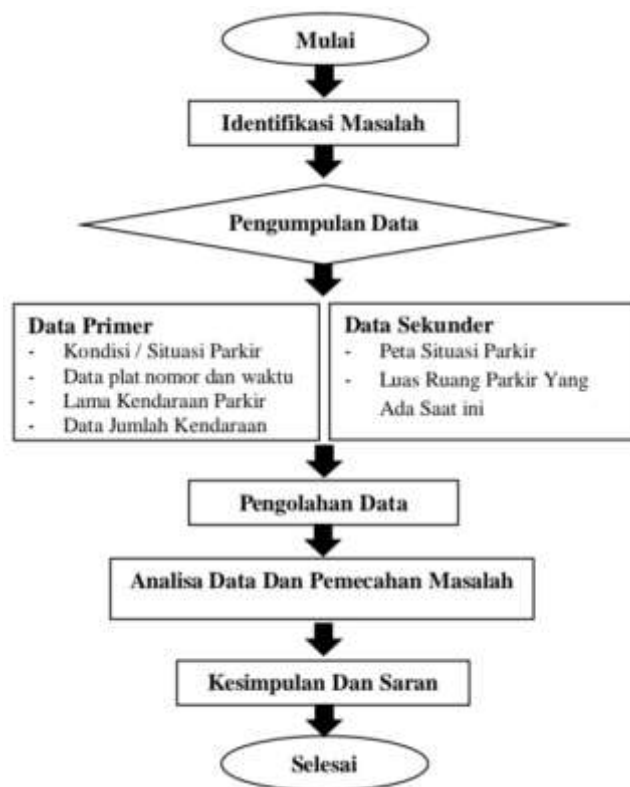 Mulai
Identifikasi Masalah
Pengumpulan Data
Data Primer
- Kondisi / Situasi Parkir
- Data plat nomor dan waktu
- Lama Kendaraan Parkir
- Data Jumlah Kendaraan
Data Sekunder
- Peta Situasi Parkir
- Luas Ruang Parkir Yang
Ada Saat ini
Pengolahan Data
Analisa Data Dan Pemecahan Masalah
Kesimpulan Dan Saran
Selesai